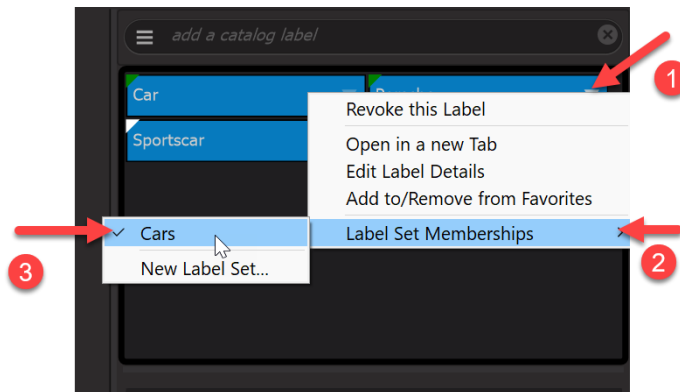 add a catalog label
Car
1
Revoke this Label
Sportscar
Open in a new Tab
Edit Label Details
Add to/Remove from Favorites
Cars
Label Set Memberships
3
2
New Label Set...